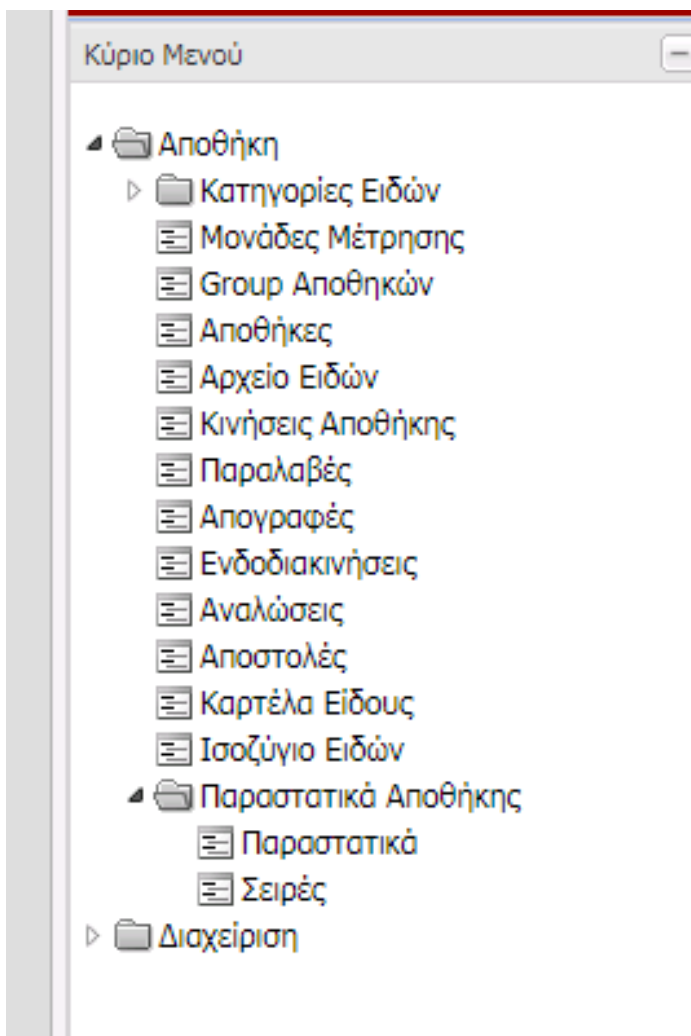 Κύριο Μενού
Αποθήκη
Κατηγορίες Ειδών
Μονάδες Μέτρησης
Group Αποθηκών
Αποθήκες
Αρχείο Ειδών
Κινήσεις Αποθήκης
Παραλαβές
Απογραφές
Ενδοδιακινήσεις
Αναλώσεις
Αποστολές
Καρτέλα Είδους
Ισοζύγιο Ειδών
Παραστατικά Αποθήκης
Παραστατικά
Σειρές
Διαχείριση